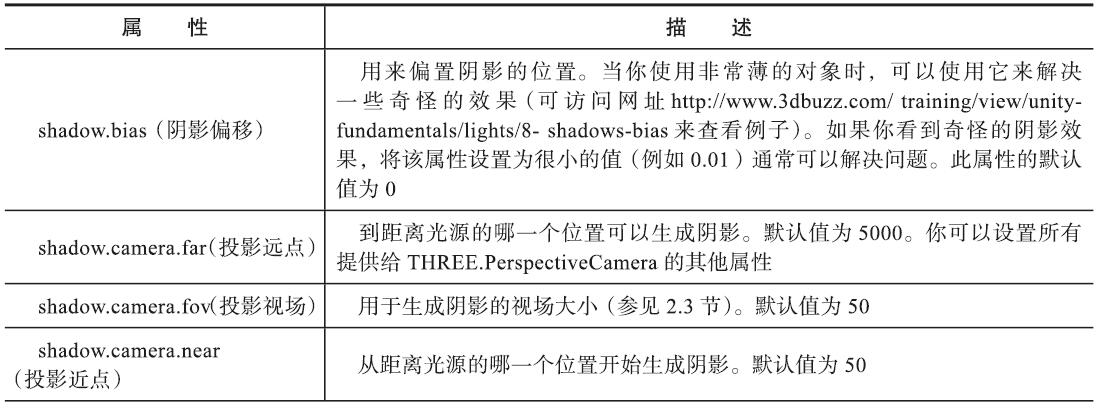 属 性 描 述
shadow.bias（阴影偏移）
用来偏置阴影的位置。当你使用非常薄的对象时，可以使用它来解决
一些奇怪的效果（可访问网址 http://www.3dbuzz.com/ training/view/unity-
fundamentals/lights/8- shadows-bias 来查看例子）。如果你看到奇怪的阴影效
果，将该属性设置为很小的值（例如 0.01）通常可以解决问题。此属性的默认
值为 0
shadow.camera.far（投影远点）
到距离光源的哪一个位置可以生成阴影。默认值为 5000。你可以设置所有
提供给 THREE.PerspectiveCamera 的其他属性
shadow.camera.fov（投影视场）
用于生成阴影的视场大小（参见 2.3 节）。默认值为 50
shadow.camera.near
（投影近点）
从距离光源的哪一个位置开始生成阴影。默认值为 50